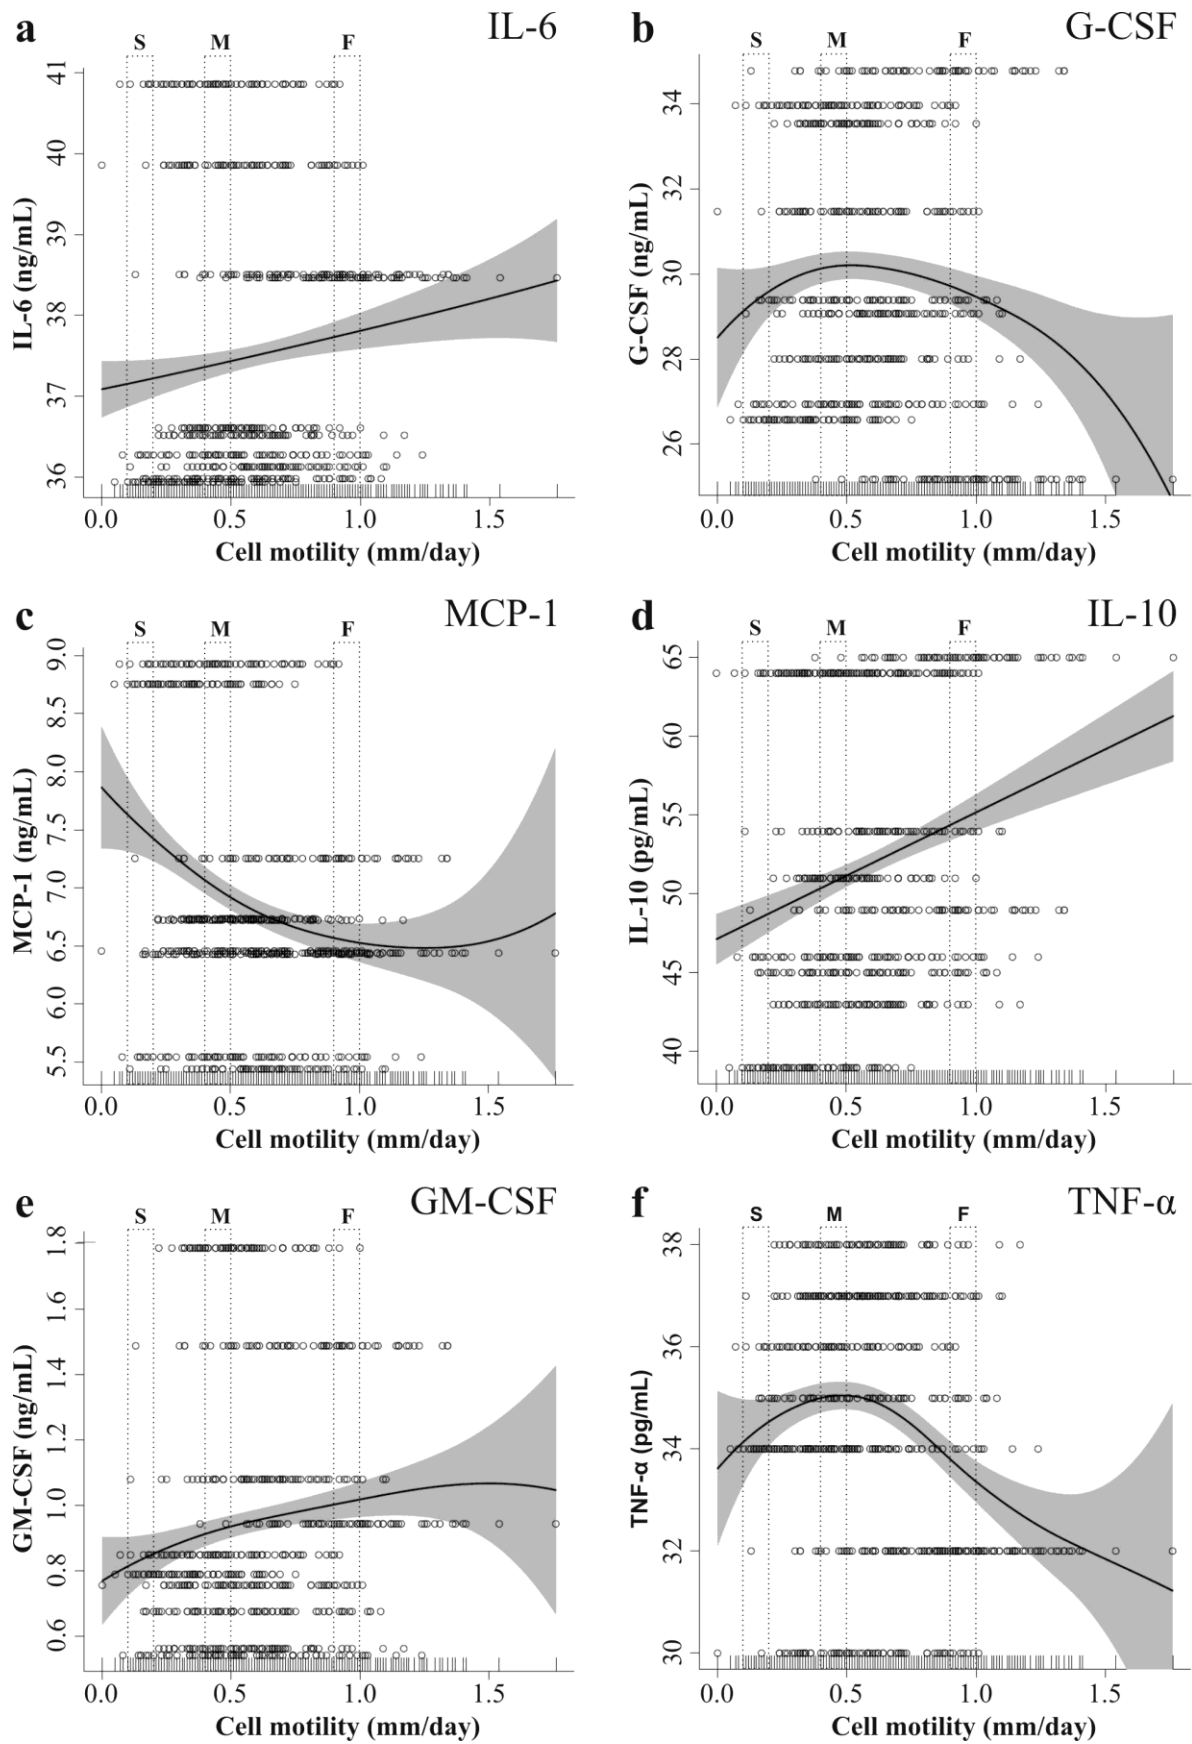 a IL-6
S M F
IL-6 (ng/mL)
41
40
39
38
37
36
0.0 0.5 1.0 1.5
Cell motility (mm/day)
b G-CSF
S M F
G-CSF (ng/mL)
34
32
30
28
26
0.0 0.5 1.0 1.5
Cell motility (mm/day)
c MCP-1
S M F
MCP-1 (ng/mL)
9.0
8.5
8.0
7.5
7.0
6.5
6.0
5.5
0.0 0.5 1.0 1.5
Cell motility (mm/day)
d IL-10
S M F
IL-10 (pg/mL)
65
60
55
50
45
40
0.0 0.5 1.0 1.5
Cell motility (mm/day)
e GM-CSF
S M F
GM-CSF (ng/mL)
1.8
1.6
1.4
1.2
1.0
0.8
0.6
0.0 0.5 1.0 1.5
Cell motility (mm/day)
f TNF-α
S M F
TNF-α (pg/mL)
38
36
34
32
30
0.0 0.5 1.0 1.5
Cell motility (mm/day)